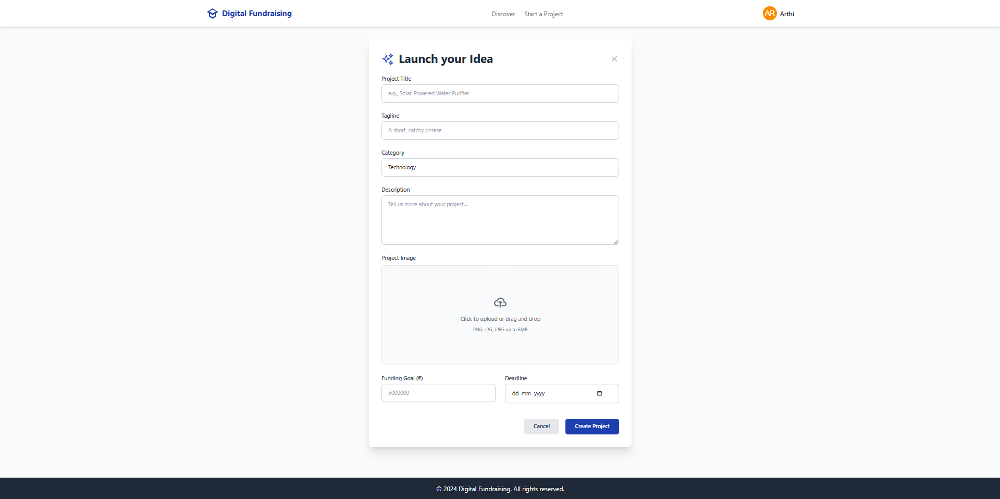 Digital Fundraising
Discover
Start a Project
AR
Arthi
Launch your Idea
Project Title
e.g., Solar-Powered Water Purifier
Tagline
A short, catchy phrase
Category
Technology
Description
Tell us more about your project...
Project Image
Click to upload or drag and drop
PNG, JPG, JPEG up to 5MB
Funding Goal (₹)
5000000
Deadline
dd-mm-yyyy
Cancel
Create Project
© 2024 Digital Fundraising. All rights reserved.